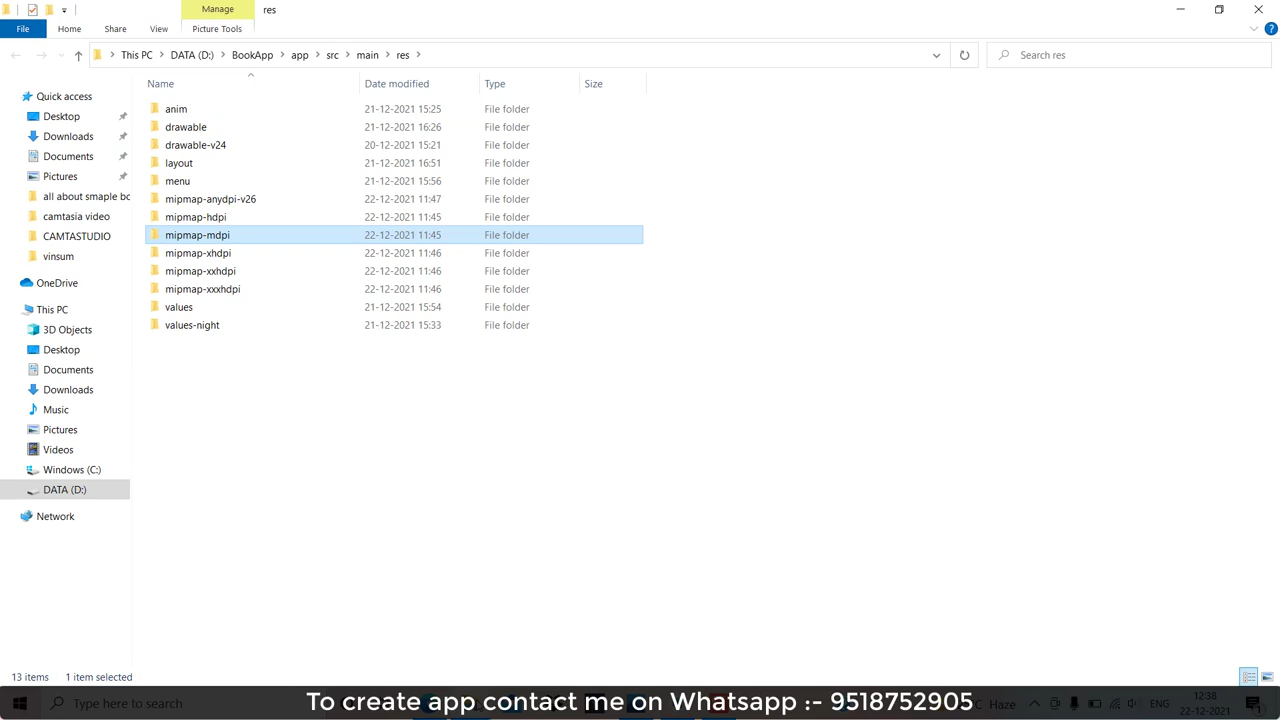 Manage
res
File
Home
Share
View
Picture Tools
This PC
DATA (D:)
BookApp
app
src
main
res
Search res
Name
Date modified
Type
Size
Quick access
Desktop
Downloads
Documents
Pictures
all about smaple bo
camtasia video
CAMTASTUDIO
vinsum
OneDrive
This PC
3D Objects
Desktop
Documents
Downloads
Music
Pictures
Videos
Windows (C:)
DATA (D:)
Network
anim 21-12-2021 15:25 File folder
drawable 21-12-2021 16:26 File folder
drawable-v24 20-12-2021 15:21 File folder
layout 21-12-2021 16:51 File folder
menu 21-12-2021 15:56 File folder
mipmap-anydpi-v26 22-12-2021 11:47 File folder
mipmap-hdpi 22-12-2021 11:45 File folder
mipmap-mdpi 22-12-2021 11:45 File folder
mipmap-xhdpi 22-12-2021 11:46 File folder
mipmap-xxhdpi 22-12-2021 11:46 File folder
mipmap-xxxhdpi 22-12-2021 11:46 File folder
values 21-12-2021 15:54 File folder
values-night 21-12-2021 15:33 File folder
13 items
1 item selected
Type here to search
To create app contact me on Whatsapp :- 9518752905
Haze
ENG
12:38
22-12-2021